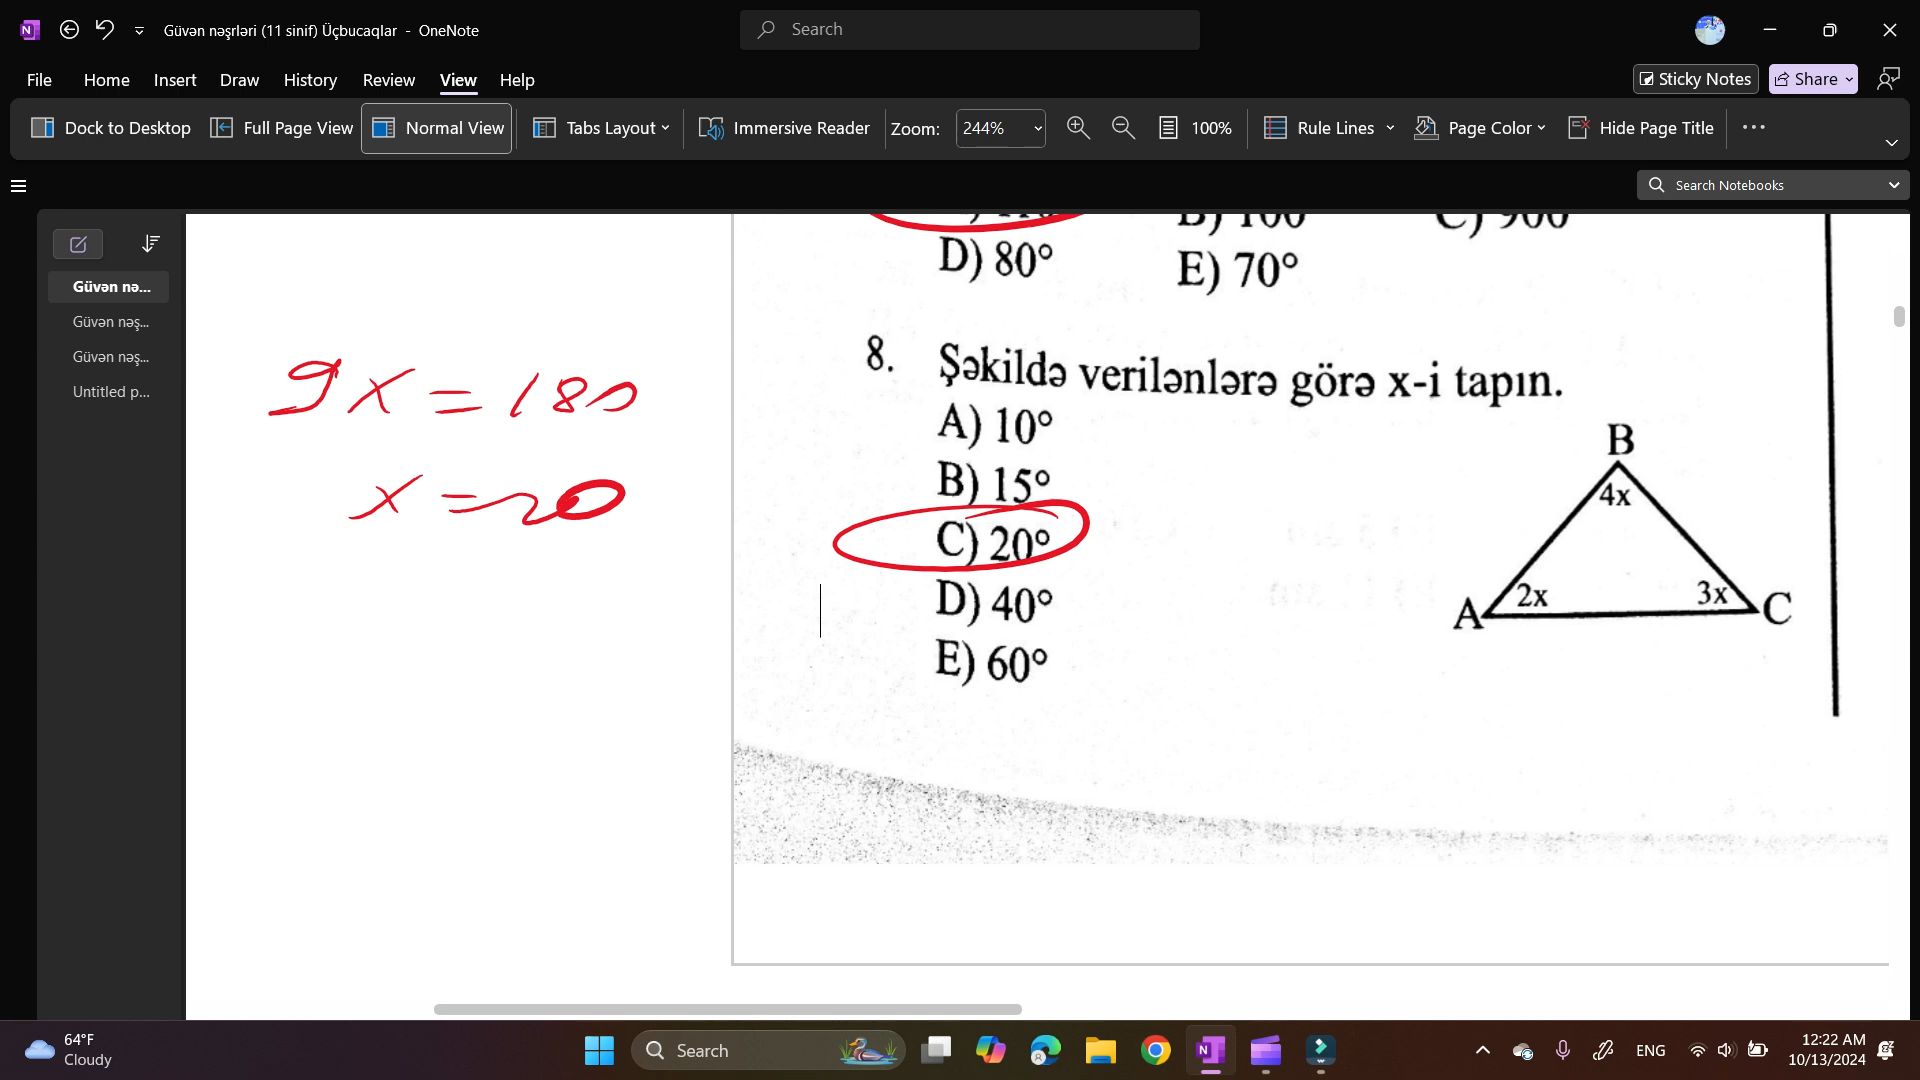 Güvən nəşrləri (11 sinif) Üçbucaqlar - OneNote
Search
File Home Insert Draw History Review View Help
Sticky Notes
Share
Dock to Desktop
Full Page View
Normal View
Tabs Layout
Immersive Reader
Zoom:
244%
100%
Rule Lines
Page Color
Hide Page Title
Search Notebooks
Güvən nə...
Güvən nəş...
Güvən nəş...
Untitled p...
9x=180
x=20
D) 80°
E) 70°
8. Şəkildə verilənlərə görə x-i tapın.
A) 10°
B) 15°
C) 20°
D) 40°
E) 60°
B
4x
2x
3x
A
C
64°F
Cloudy
Search
ENG
12:22 AM
10/13/2024